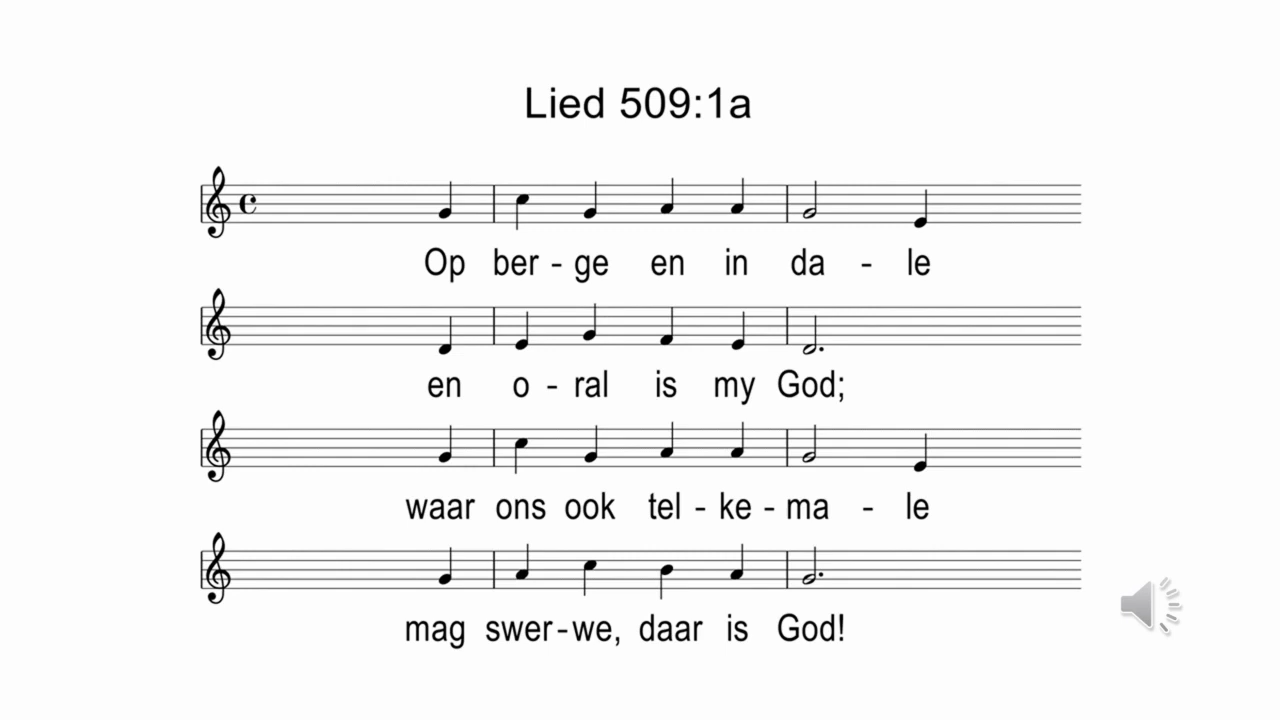 Lied 509:1a
Op ber - ge en in da - le
en o - ral is my God;
waar ons ook tel - ke - ma - le
mag swer - we, daar is God!